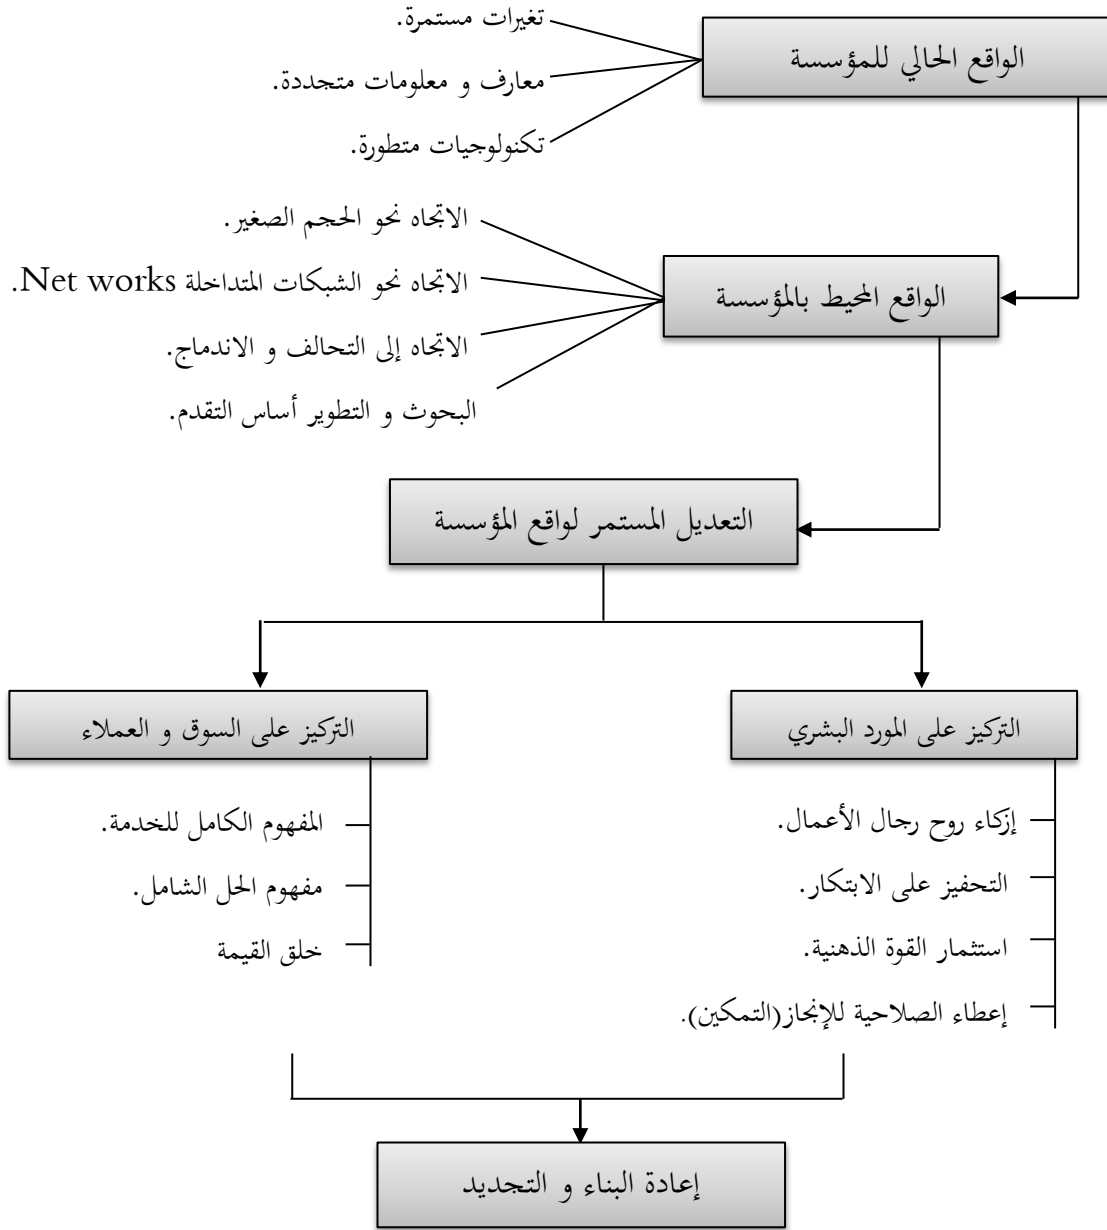 الواقع الحالي للمؤسسة
تغيرات مستمرة.
معارف و معلومات متجددة.
تكنولوجيات متطورة.
الواقع المحيط بالمؤسسة
الاتجاه نحو الحجم الصغير.
الاتجاه نحو الشبكات المتداخلة Net works.
الاتجاه إلى التحالف و الاندماج.
البحوث و التطوير أساس التقدم.
التعديل المستمر لواقع المؤسسة
التركيز على المورد البشري
إزكاء روح رجال الأعمال.
التحفيز على الابتكار.
استثمار القوة الذهنية.
إعطاء الصلاحية للإنجاز(التمكين).
التركيز على السوق و العملاء
المفهوم الكامل للخدمة.
مفهوم الحل الشامل.
خلق القيمة
إعادة البناء و التجديد